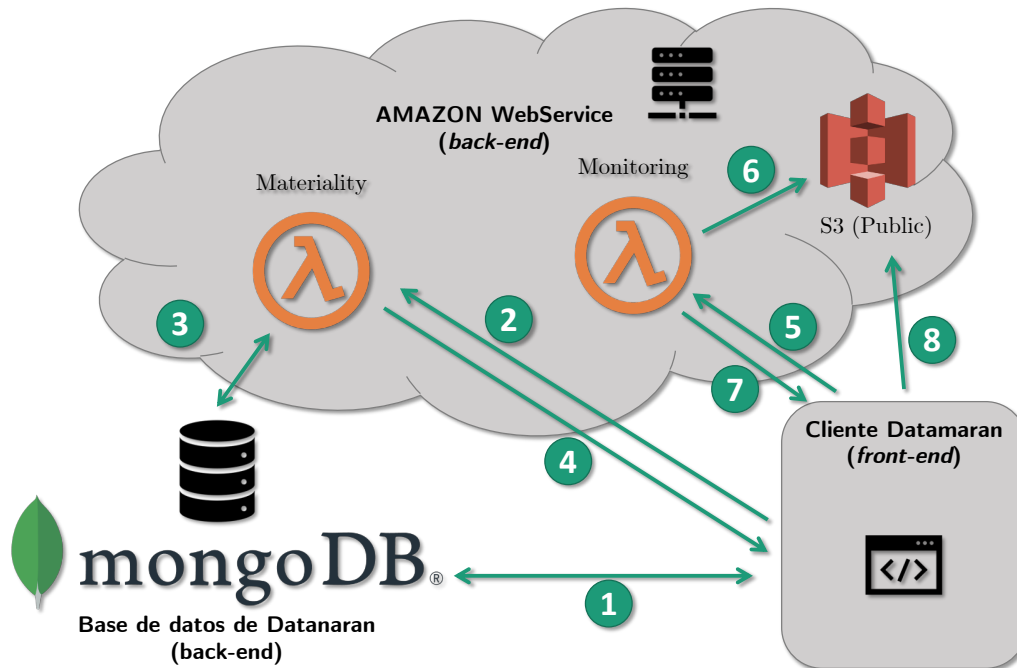 AMAZON WebService
(back-end)
Materiality
Monitoring
6
S3 (Public)
3
2
5
8
7
4
Cliente Datamaran
(front-end)
</>
mongoDB®
1
Base de datos de Datanaran
(back-end)